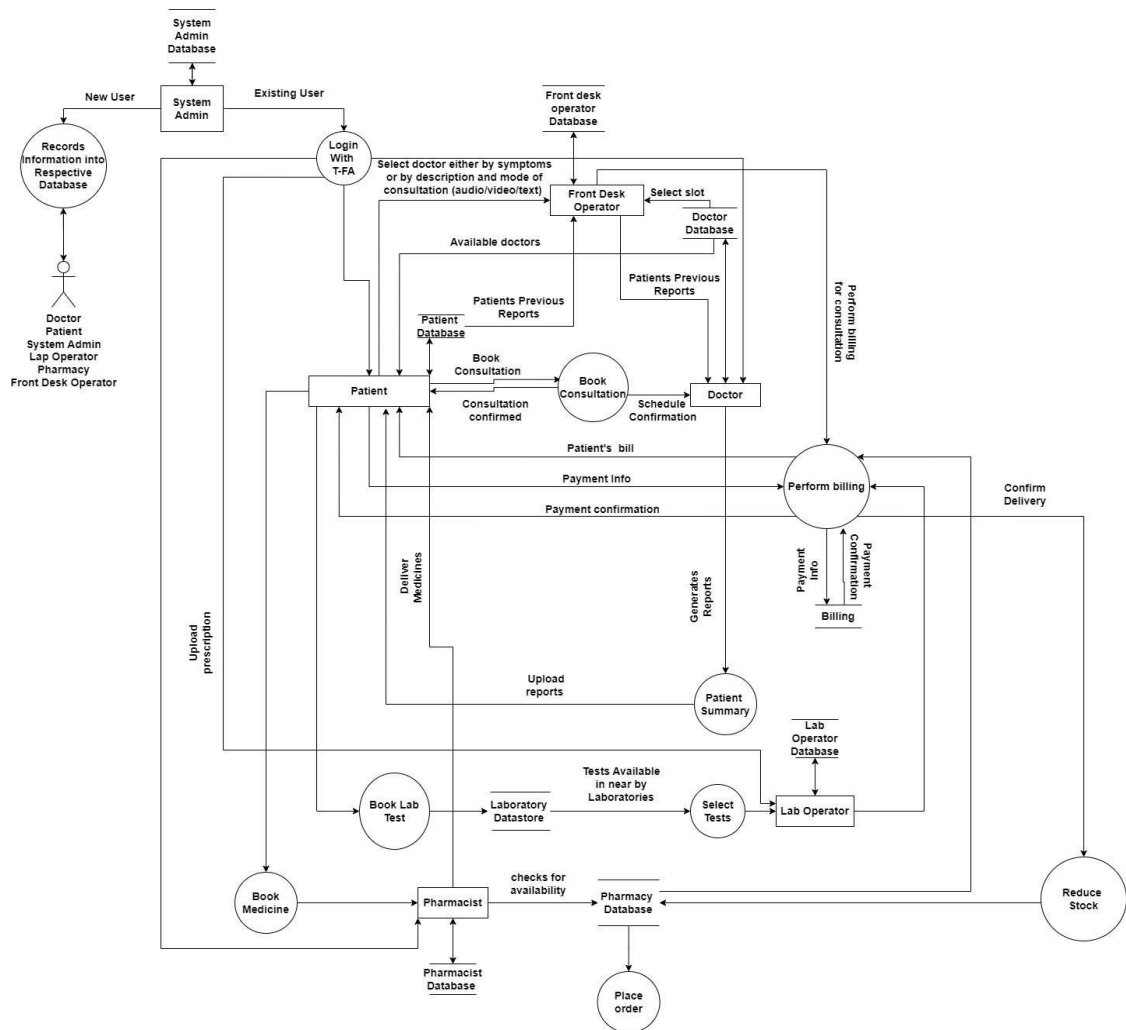 System
Admin
Database
New User
System
Admin
Existing User
Records
Information into
Respective
Database
Login
With
T-FA
Front desk
operator
Database
Select doctor either by symptoms
or by description and mode of
consultation (audio/video/text)
Front Desk
Operator
Select slot
Doctor
Database
Available doctors
Doctor
Patient
System Admin
Lap Operator
Pharmacy
Front Desk Operator
Patients Previous
Reports
Patients Previous
Reports
Perform billing
for consultation
Patient
Database
Book
Consultation
Patient
Book
Consultation
Doctor
Consultation
confirmed
Schedule
Confirmation
Patient's bill
Payment Info
Perform billing
Confirm
Delivery
Payment confirmation
Deliver
Medicines
Generates
Reports
Payment
Info
Payment
Confirmation
Billing
Upload
prescription
Upload
reports
Patient
Summary
Lab
Operator
Database
Tests Available
in near by
Laboratories
Book Lab
Test
Laboratory
Datastore
Select
Tests
Lab Operator
checks for
availability
Book
Medicine
Pharmacist
Pharmacy
Database
Reduce
Stock
Pharmacist
Database
Place
order